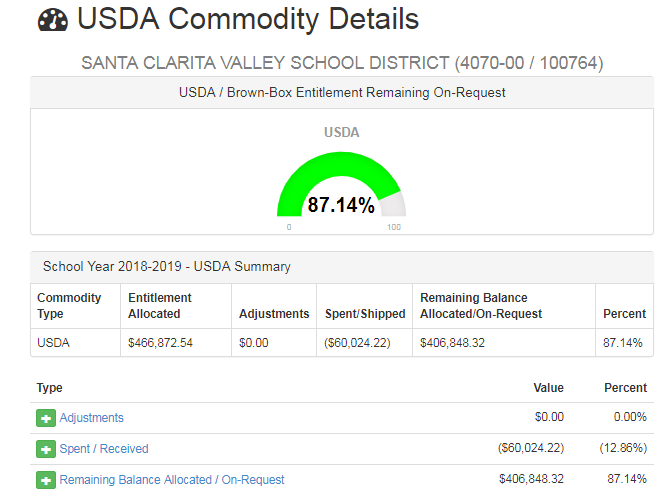 USDA Commodity Details
SANTA CLARITA VALLEY SCHOOL DISTRICT (4070-00 / 100764)
USDA / Brown-Box Entitlement Remaining On-Request
USDA
87.14%
0 100
School Year 2018-2019 - USDA Summary
Commodity Type Entitlement Allocated Adjustments Spent/Shipped Remaining Balance Allocated/On-Request Percent
USDA $466,872.54 $0.00 ($60,024.22) $406,848.32 87.14%
Type Value Percent
Adjustments $0.00 0.00%
Spent / Received ($60,024.22) (12.86%)
Remaining Balance Allocated / On-Request $406,848.32 87.14%